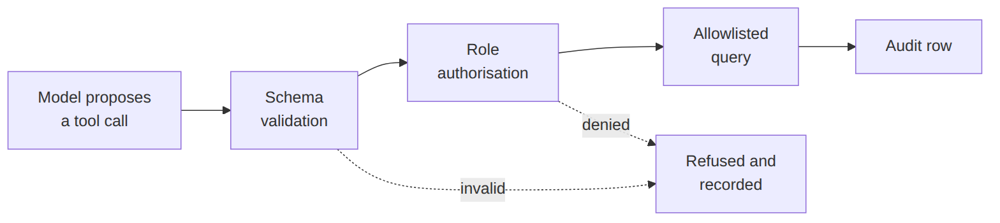 Model proposes
a tool call
Schema
validation
Role
authorisation
Allowlisted
query
Audit row
denied
Refused and
recorded
invalid